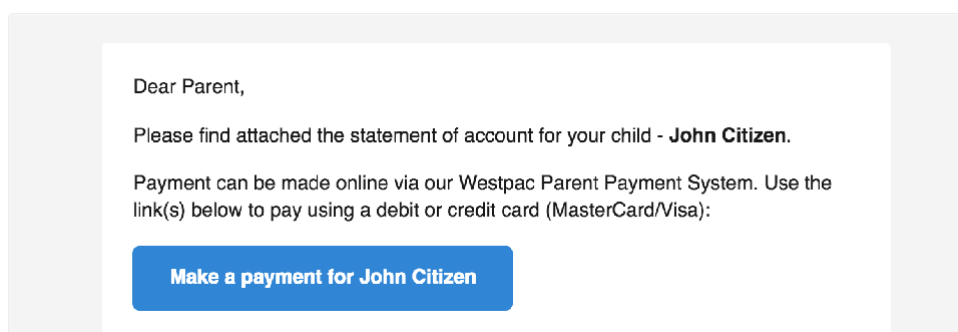 Dear Parent,
Please find attached the statement of account for your child - John Citizen.
Payment can be made online via our Westpac Parent Payment System. Use the
link(s) below to pay using a debit or credit card (MasterCard/Visa):
Make a payment for John Citizen